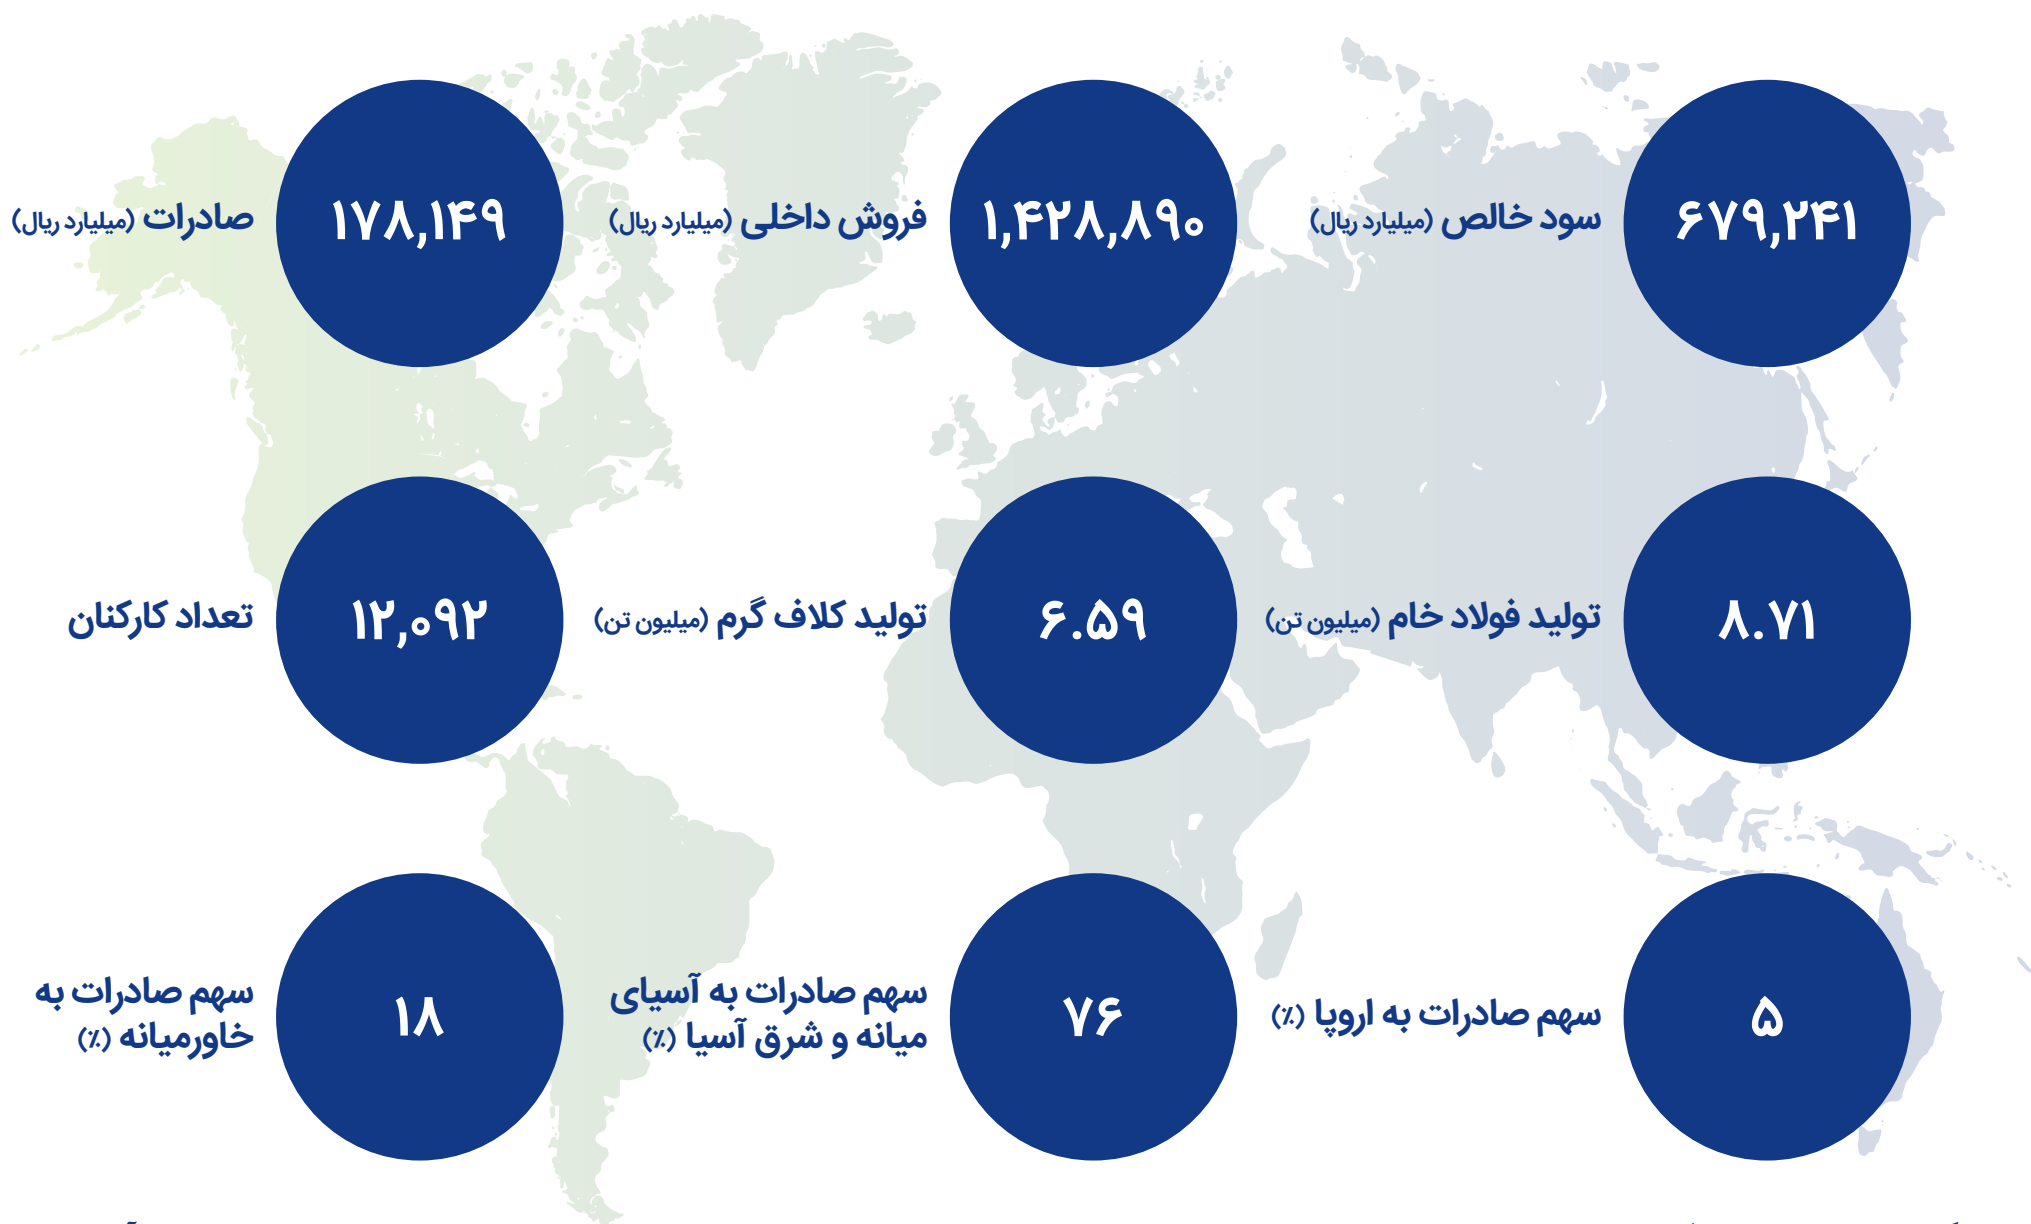 ۶۷۹,۲۴۱
سود خالص (میلیارد ریال)
۱,۴۲۸,۸۹۰
فروش داخلی (میلیارد ریال)
۱۷۸,۱۴۹
صادرات (میلیارد ریال)
۸.۷۱
تولید فولاد خام (میلیون تن)
۶.۵۹
تولید کلاف گرم (میلیون تن)
۱۲,۰۹۲
تعداد کارکنان
۵
سهم صادرات به اروپا (٪)
۷۶
سهم صادرات به آسیای
میانه و شرق آسیا (٪)
۱۸
سهم صادرات به
خاورمیانه (٪)